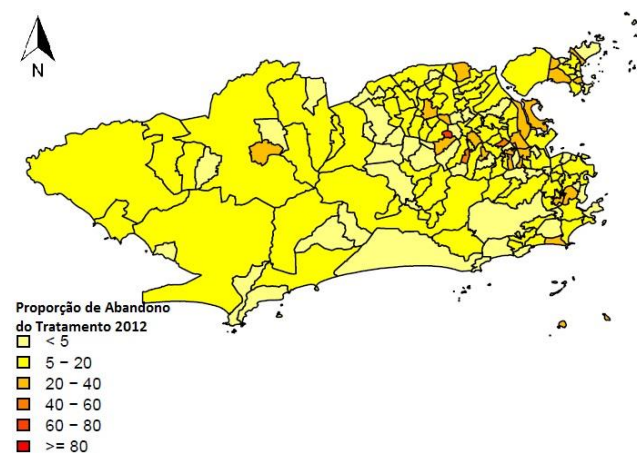 N
Proporção de Abandono
do Tratamento 2012
< 5
5 − 20
20 − 40
40 − 60
60 − 80
>= 80